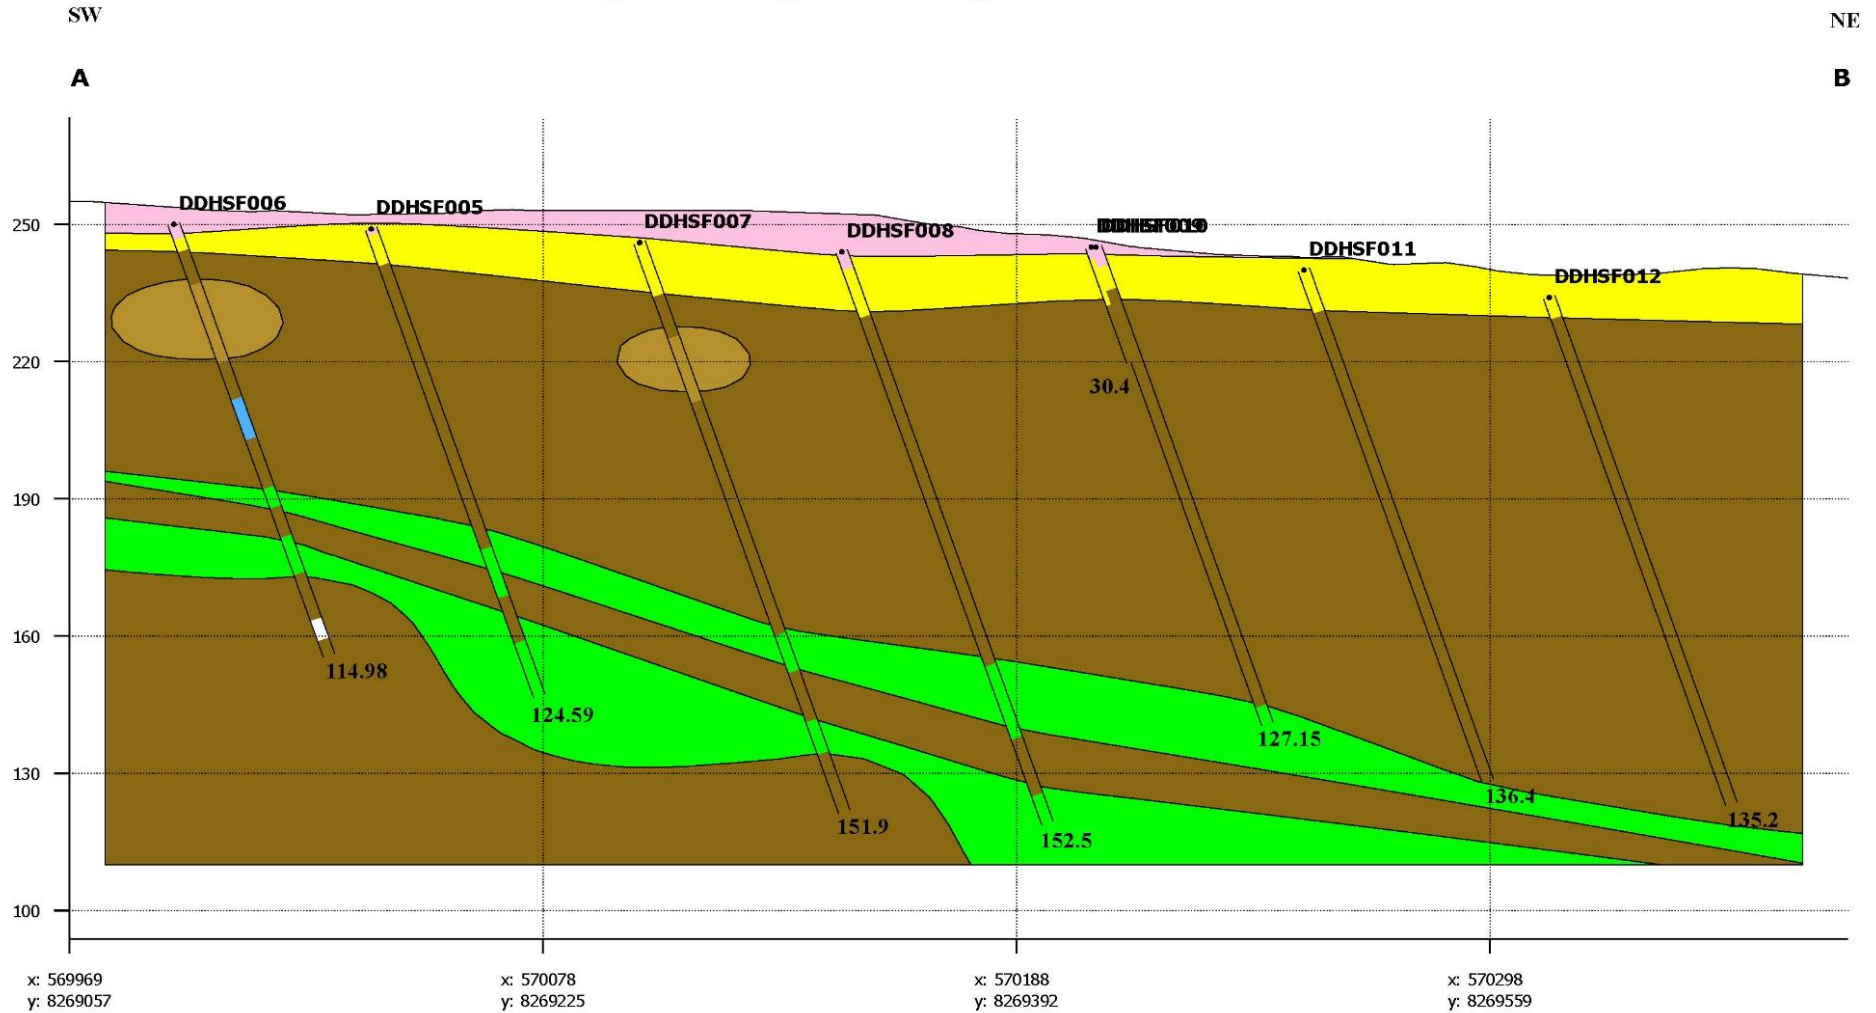 SW
NE
A
B
DDHSF006
DDHSF005
DDHSF007
DDHSF008
DDHSF011
DDHSF012
250
220
190
160
130
100
30.4
114.98
124.59
127.15
136.4
151.9
152.5
135.2
x: 569969
y: 8269057
x: 570078
y: 8269225
x: 570188
y: 8269392
x: 570298
y: 8269559